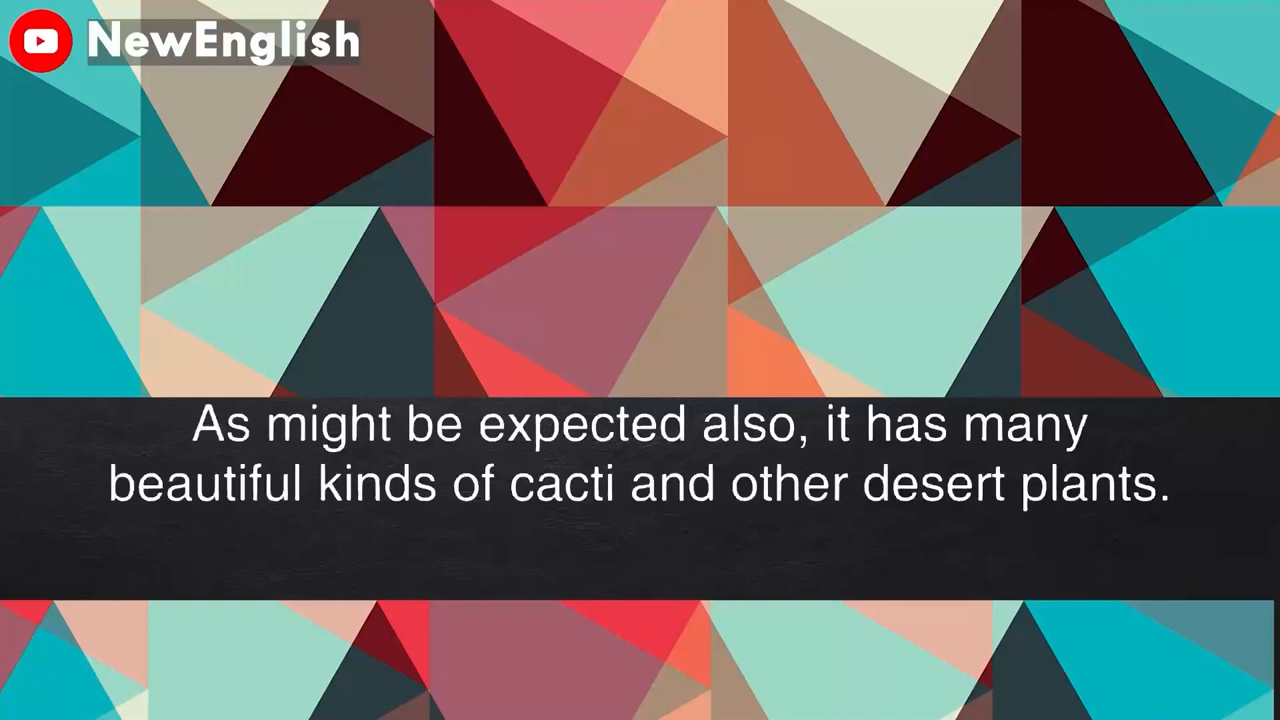 NewEnglish
As might be expected also, it has many
beautiful kinds of cacti and other desert plants.